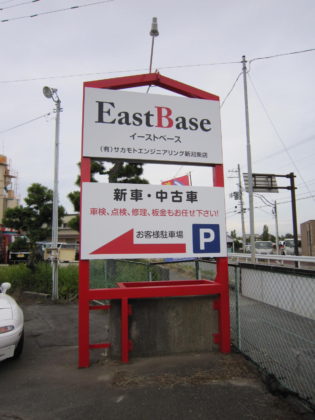 EastBase
イーストベース
(有)サカモトエンジニアリング新潟東店
新車・中古車
車検、点検、修理、板金もお任せ下さい!
お客様駐車場 P